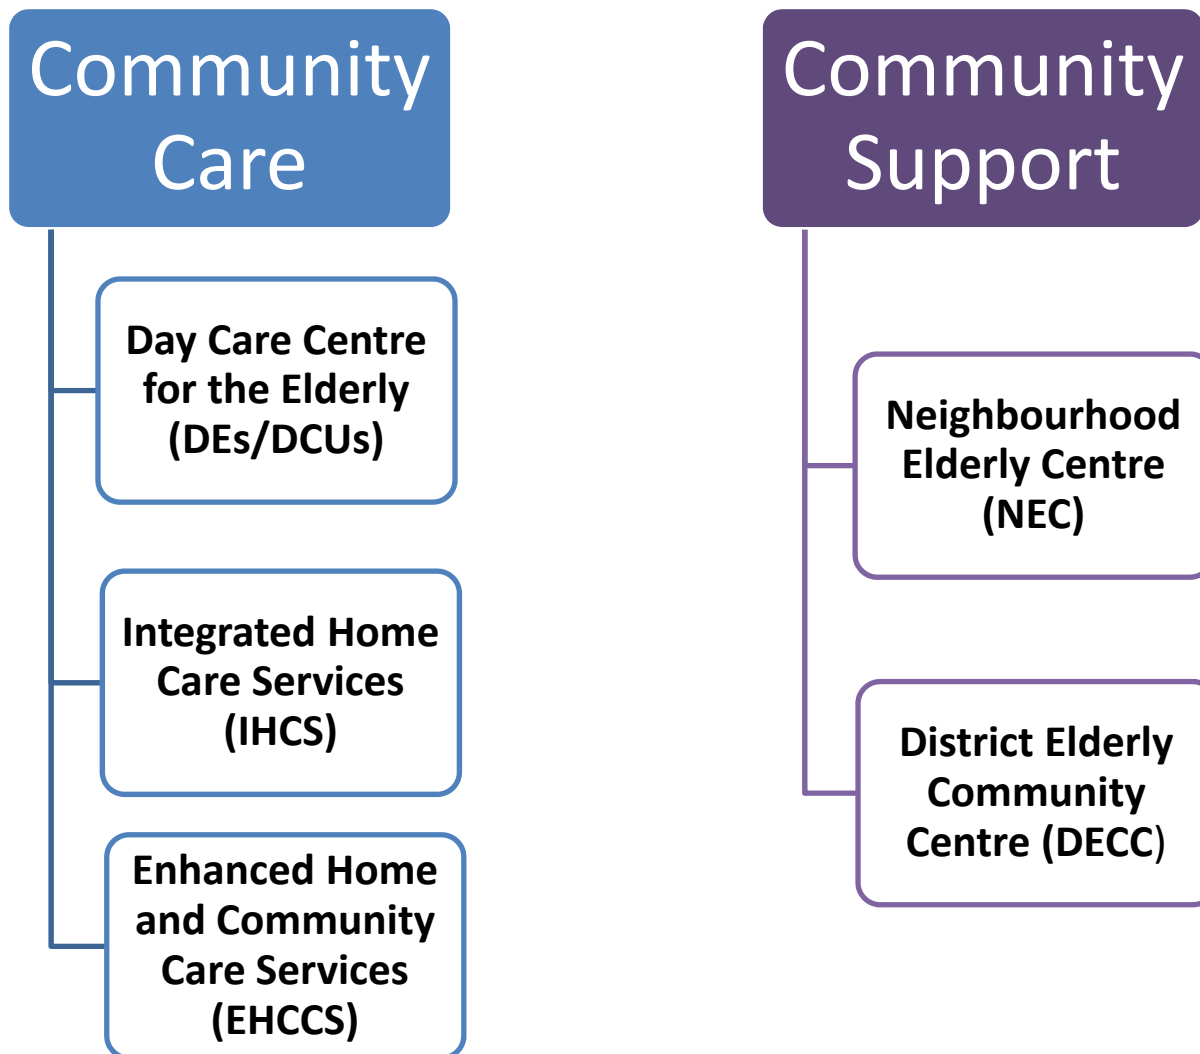 Community
Care
Day Care Centre
for the Elderly
(DEs/DCUs)
Integrated Home
Care Services
(IHCS)
Enhanced Home
and Community
Care Services
(EHCCS)
Community
Support
Neighbourhood
Elderly Centre
(NEC)
District Elderly
Community
Centre (DECC)